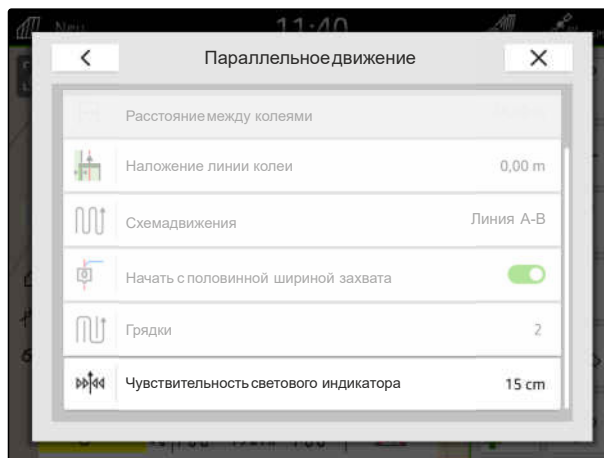 Neu
11:40
Параллельное движение
Расстояние между колеями
Наложение линии колеи 0,00 m
Схема движения Линия A-B
Начать с половинной шириной захвата
Грядки 2
Чувствительность светового индикатора 15 cm